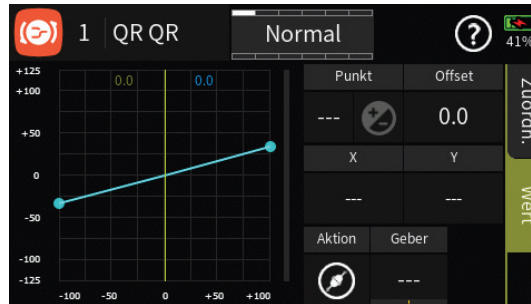 1 QR QR
Normal
?
41%
+125
+100
+50
0
-50
-100
-125
0.0 0.0
-100 -50 0 +50 +100
Punkt Offset
--- 0.0
X Y
--- ---
Aktion Geber
---
Zuordn.
Wert